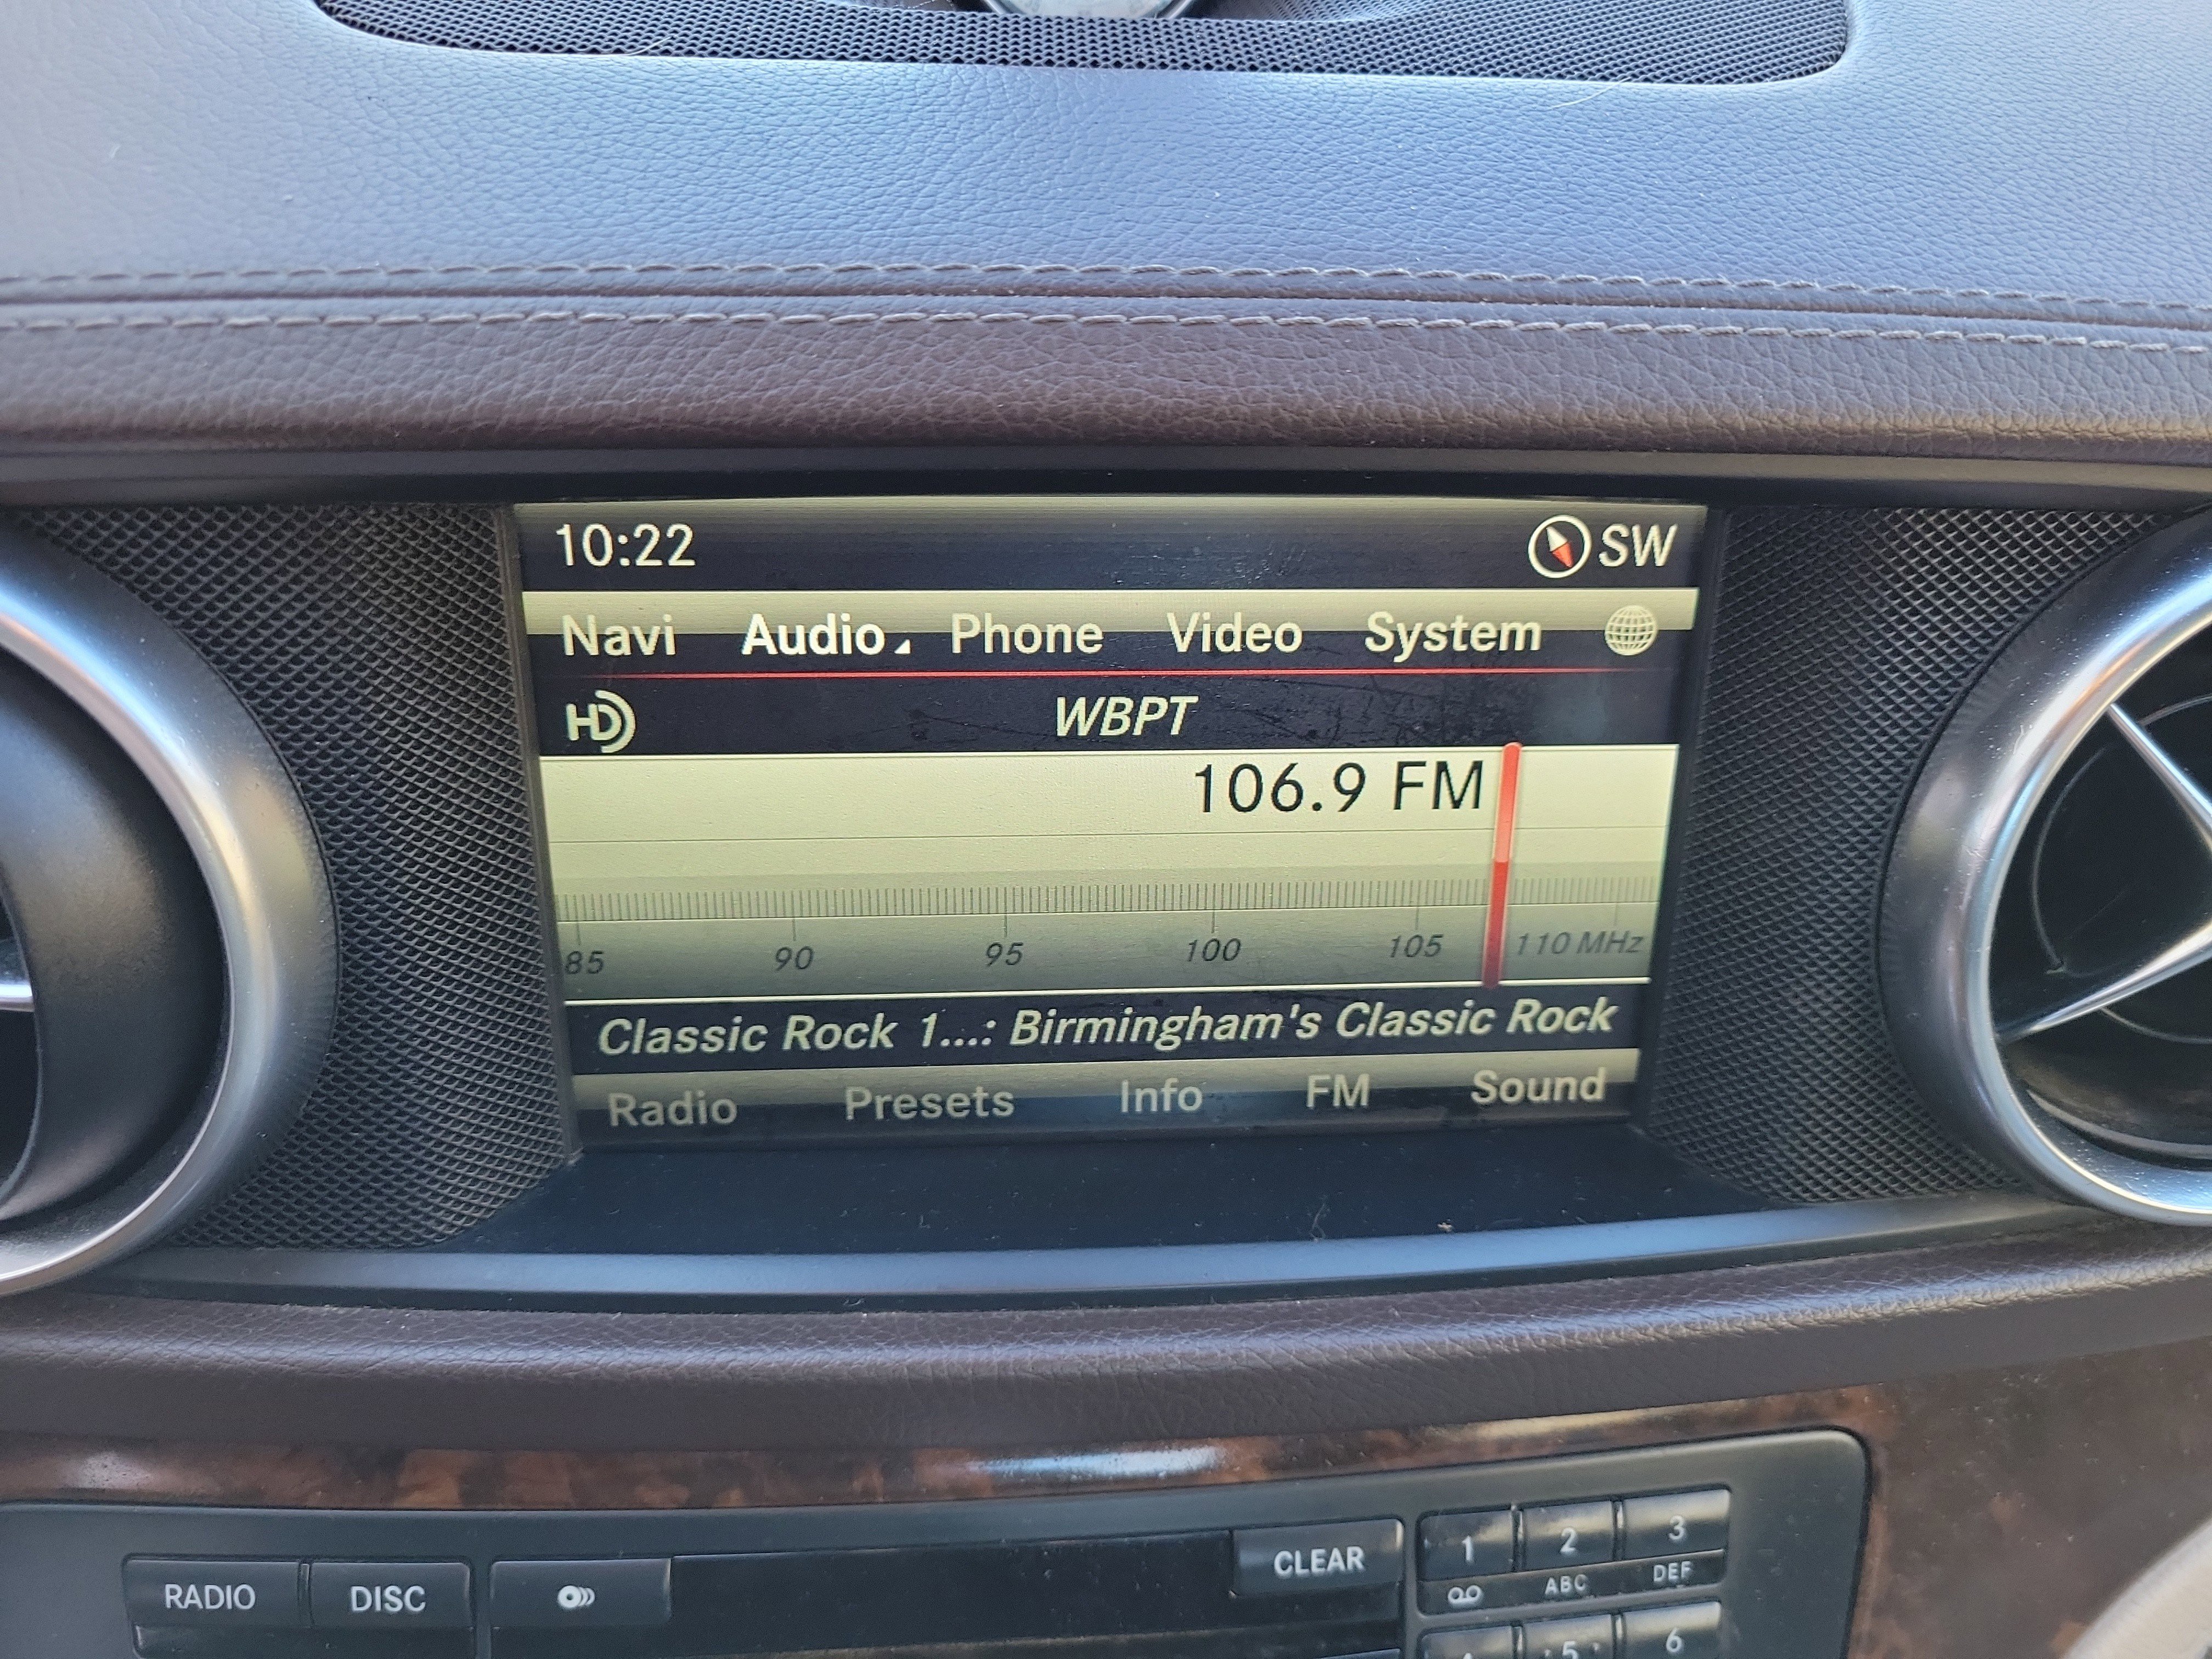 10:22 SW
Navi Audio Phone Video System
HD WBPT
106.9 FM
85 90 95 100 105 110 MHz
Classic Rock 1...: Birmingham's Classic Rock
Radio Presets Info FM Sound
RADIO DISC CLEAR 1 2 3
ABC DEF
5 6